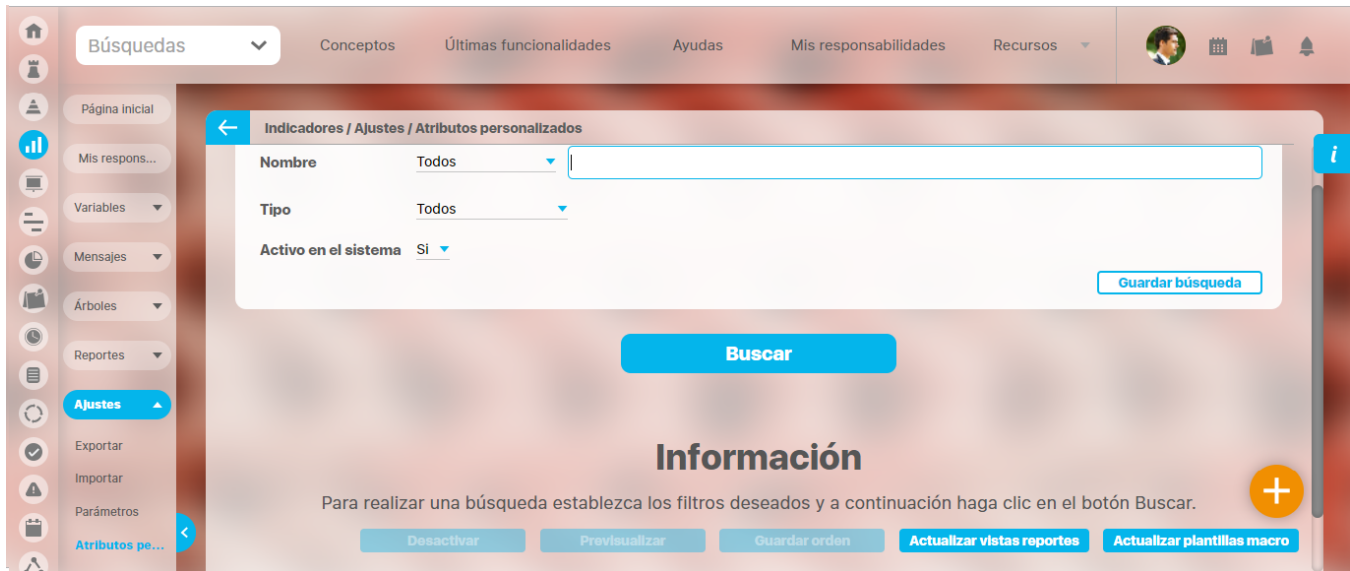 Búsquedas
Conceptos
Últimas funcionalidades
Ayudas
Mis responsabilidades
Recursos
Página inicial
Mis respons...
Variables
Mensajes
Árboles
Reportes
Ajustes
Exportar
Importar
Parámetros
Atributos pe...
Indicadores / Ajustes / Atributos personalizados
i
Nombre Todos
Tipo Todos
Activo en el sistema Si
Guardar búsqueda
Buscar
Información
Para realizar una búsqueda establezca los filtros deseados y a continuación haga clic en el botón Buscar.
Desactivar Previsualizar Guardar orden Actualizar vistas reportes Actualizar plantillas macro